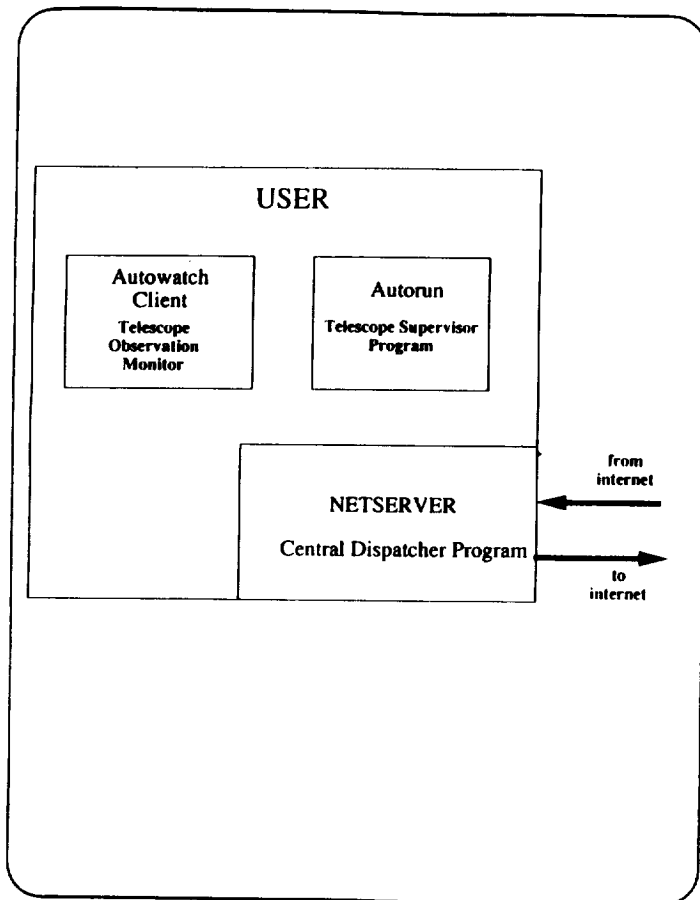 USER
Autowatch
Client
Telescope
Observation
Monitor
Autorun
Telescope Supervisor
Program
NETSERVER
Central Dispatcher Program
from
internet
to
internet